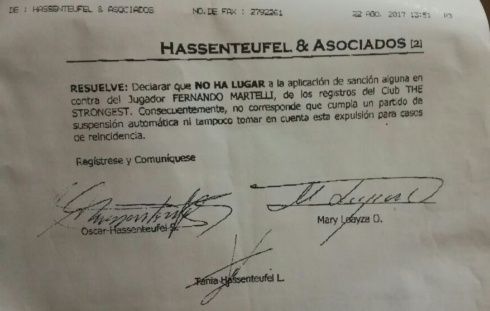 DE : HASSENTEUFEL & ASOCIADOS NO. DE FAX : 2792261 22 AGO. 2017 13:51 P3
HASSENTEUFEL & ASOCIADOS [2]
RESUELVE: Declarar que NO HA LUGAR a la aplicación de sanción alguna en
contra del Jugador FERNANDO MARTELLI, de los registros del Club THE
STRONGEST. Consecuentemente, no corresponde que cumpla un partido de
suspensión automática ni tampoco tomar en cuenta esta expulsión para casos
de reincidencia.
Regístrese y Comuníquese
Oscar Hassenteufel S. Mary Loayza O.
Tania Hassenteufel L.